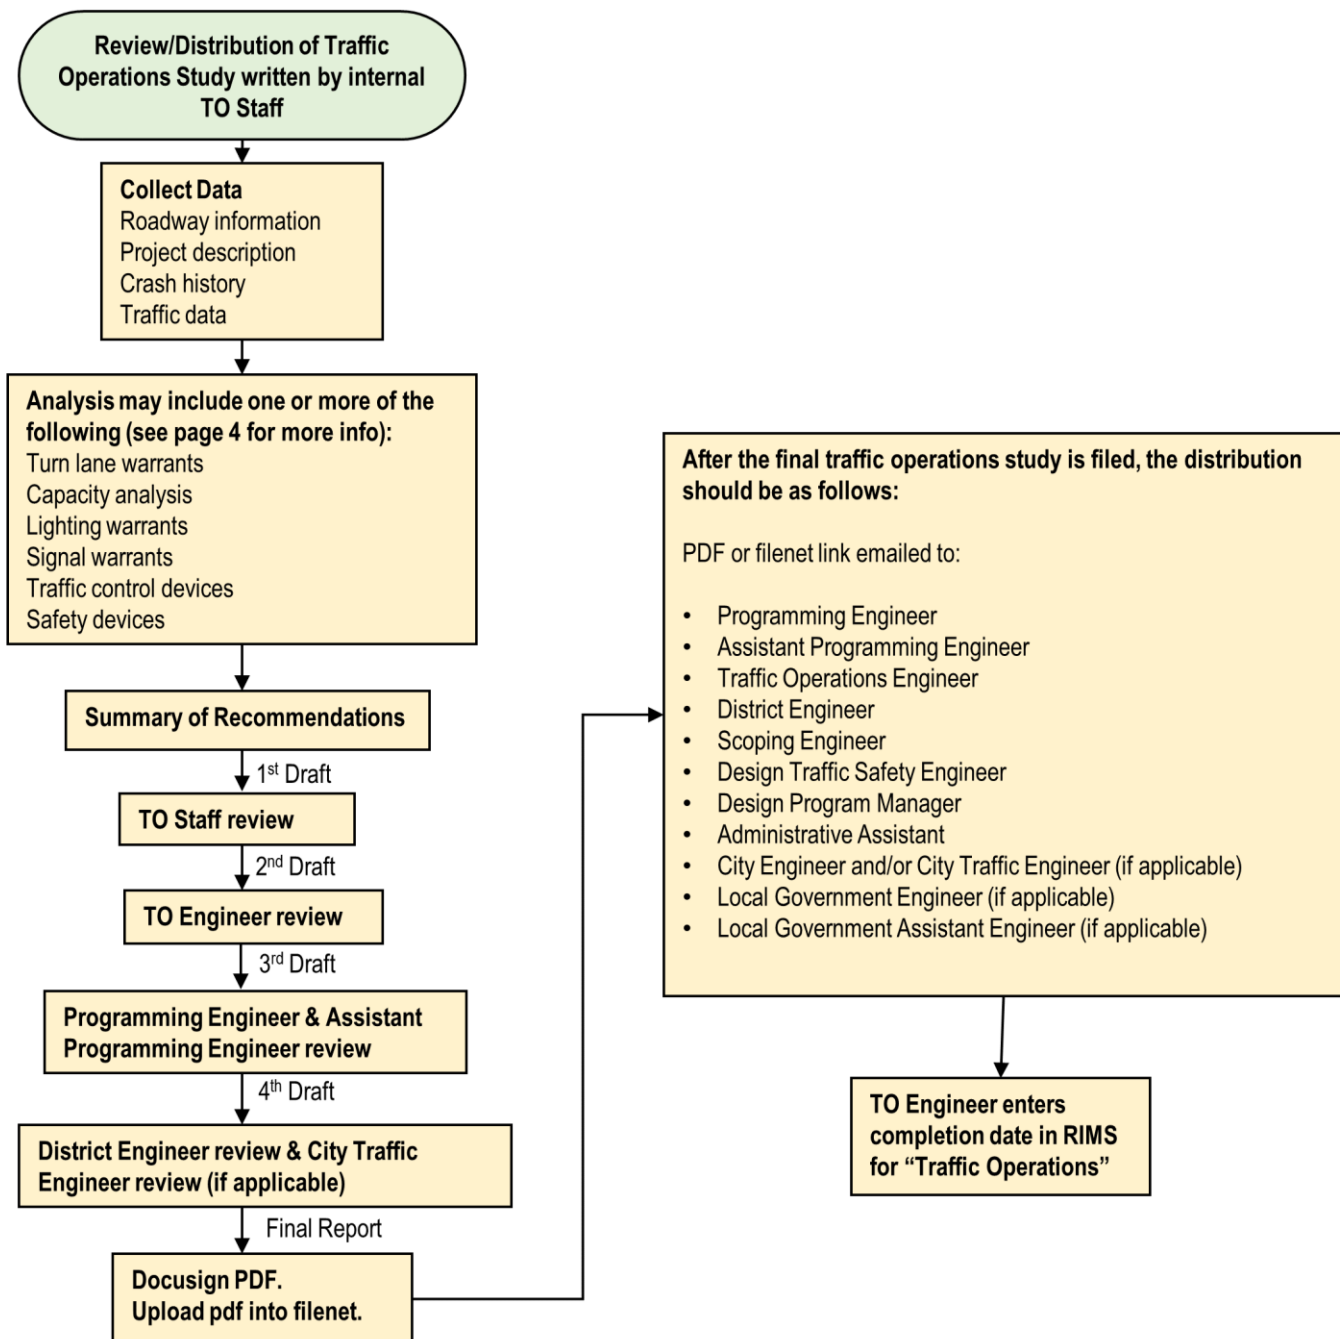 Review/Distribution of Traffic
Operations Study written by internal
TO Staff
Collect Data
Roadway information
Project description
Crash history
Traffic data
Analysis may include one or more of the
following (see page 4 for more info):
Turn lane warrants
Capacity analysis
Lighting warrants
Signal warrants
Traffic control devices
Safety devices
Summary of Recommendations
1st Draft
TO Staff review
2nd Draft
TO Engineer review
3rd Draft
Programming Engineer & Assistant
Programming Engineer review
4th Draft
District Engineer review & City Traffic
Engineer review (if applicable)
Final Report
Docusign PDF.
Upload pdf into filenet.
After the final traffic operations study is filed, the distribution
should be as follows:
PDF or filenet link emailed to:
• Programming Engineer
• Assistant Programming Engineer
• Traffic Operations Engineer
• District Engineer
• Scoping Engineer
• Design Traffic Safety Engineer
• Design Program Manager
• Administrative Assistant
• City Engineer and/or City Traffic Engineer (if applicable)
• Local Government Engineer (if applicable)
• Local Government Assistant Engineer (if applicable)
TO Engineer enters
completion date in RIMS
for “Traffic Operations”